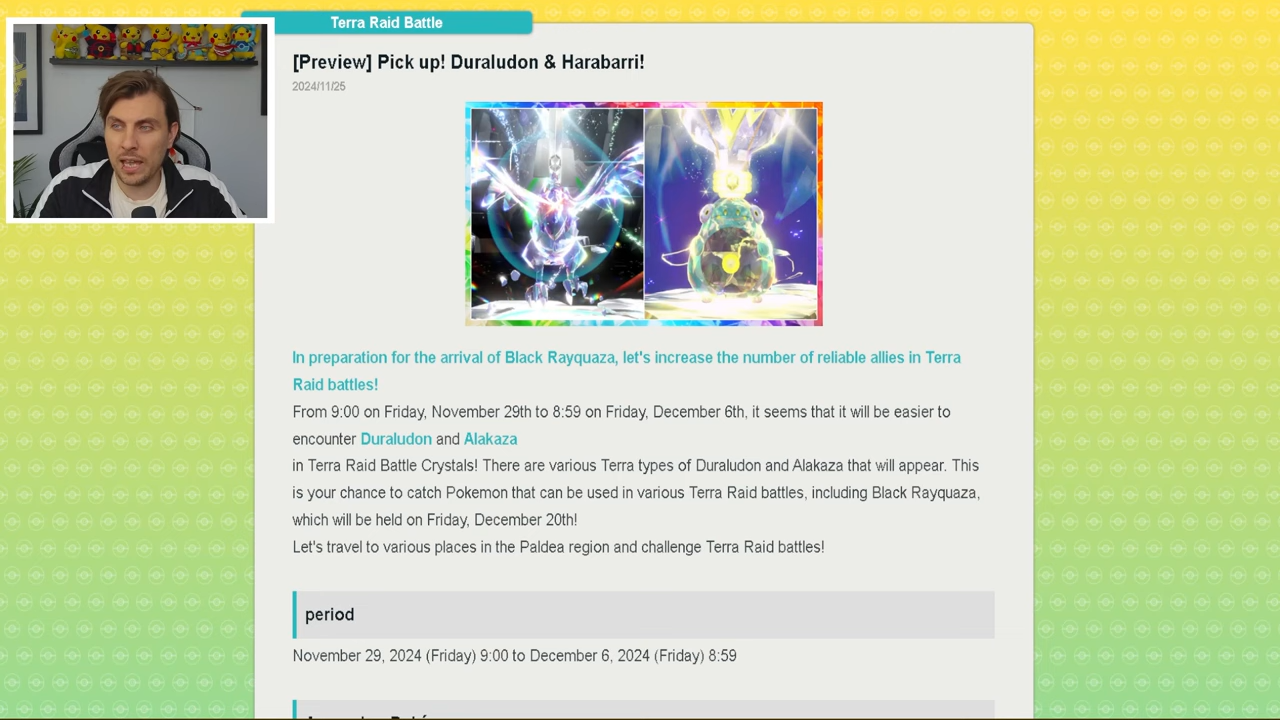 Terra Raid Battle
[Preview] Pick up! Duraludon & Harabarri!
2024/11/25
In preparation for the arrival of Black Rayquaza, let's increase the number of reliable allies in Terra
Raid battles!
From 9:00 on Friday, November 29th to 8:59 on Friday, December 6th, it seems that it will be easier to
encounter Duraludon and Alakaza
in Terra Raid Battle Crystals! There are various Terra types of Duraludon and Alakaza that will appear. This
is your chance to catch Pokemon that can be used in various Terra Raid battles, including Black Rayquaza,
which will be held on Friday, December 20th!
Let's travel to various places in the Paldea region and challenge Terra Raid battles!
period
November 29, 2024 (Friday) 9:00 to December 6, 2024 (Friday) 8:59